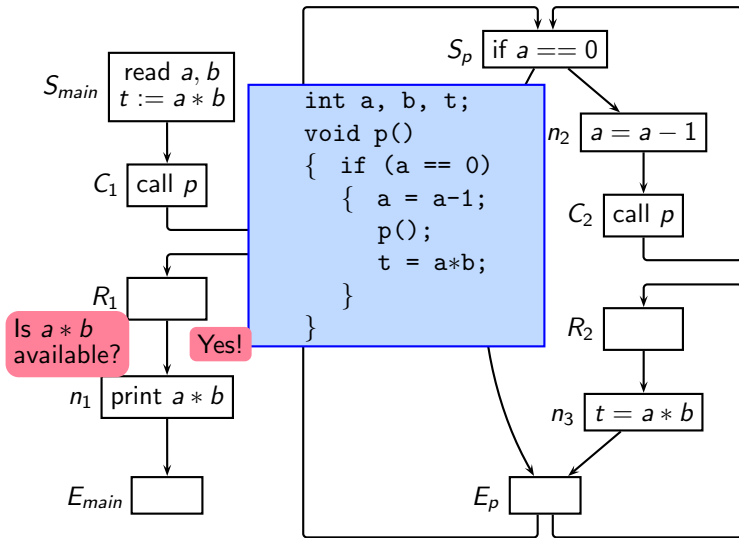 S_p
if a == 0
S_main
read a, b
t := a * b
int a, b, t;
void p()
{ if (a == 0)
{ a = a-1;
p();
t = a*b;
}
}
n_2
a = a − 1
C_1
call p
C_2
call p
R_1
R_2
Is a * b
available?
Yes!
n_1
print a * b
n_3
t = a * b
E_main
E_p